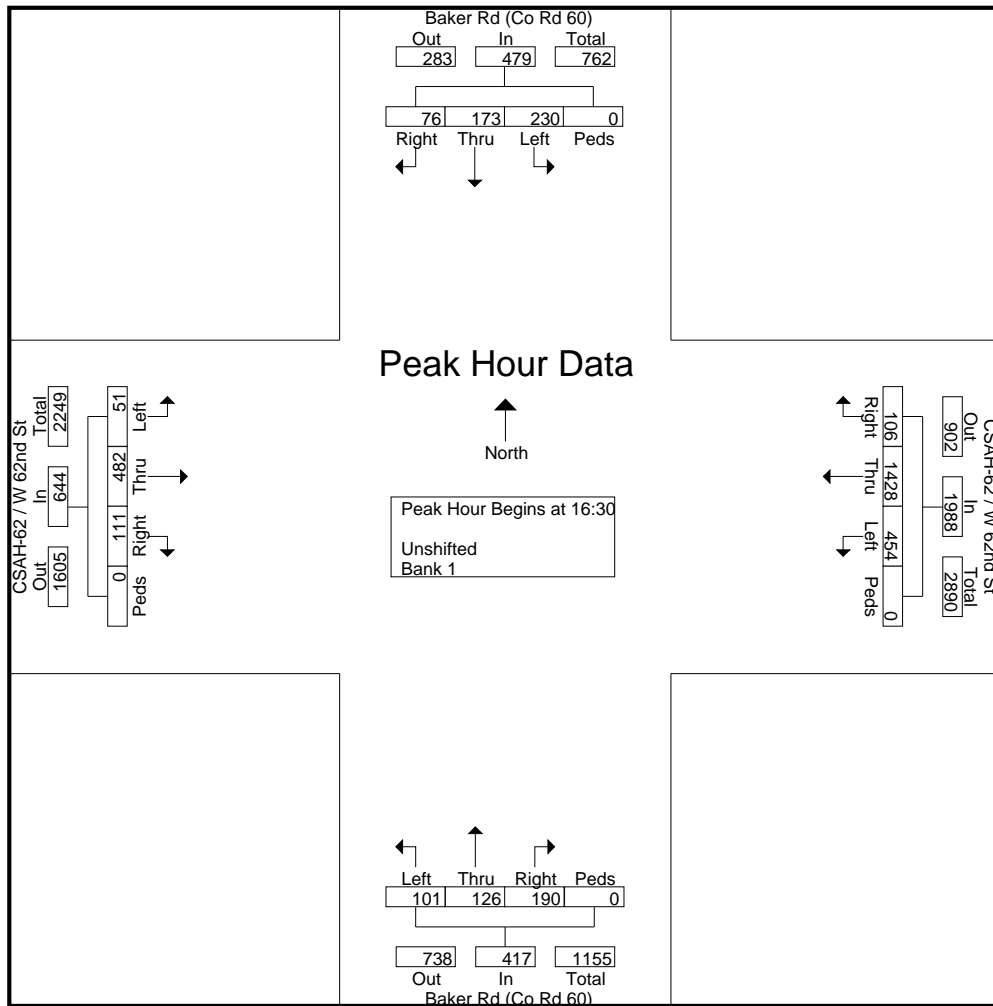 Baker Rd (Co Rd 60)
Out In Total
283 479 762
76 173 230 0
Right Thru Left Peds
Peak Hour Data
North
Peak Hour Begins at 16:30
Unshifted
Bank 1
CSAH-62 / W 62nd St
Out In Total
1605 644 2249
0 111 482 51
Peds Right Thru Left
CSAH-62 / W 62nd St
Out In Total
902 1988 2890
106 1428 454 0
Right Thru Left Peds
Left Thru Right Peds
101 126 190 0
738 417 1155
Out In Total
Baker Rd (Co Rd 60)